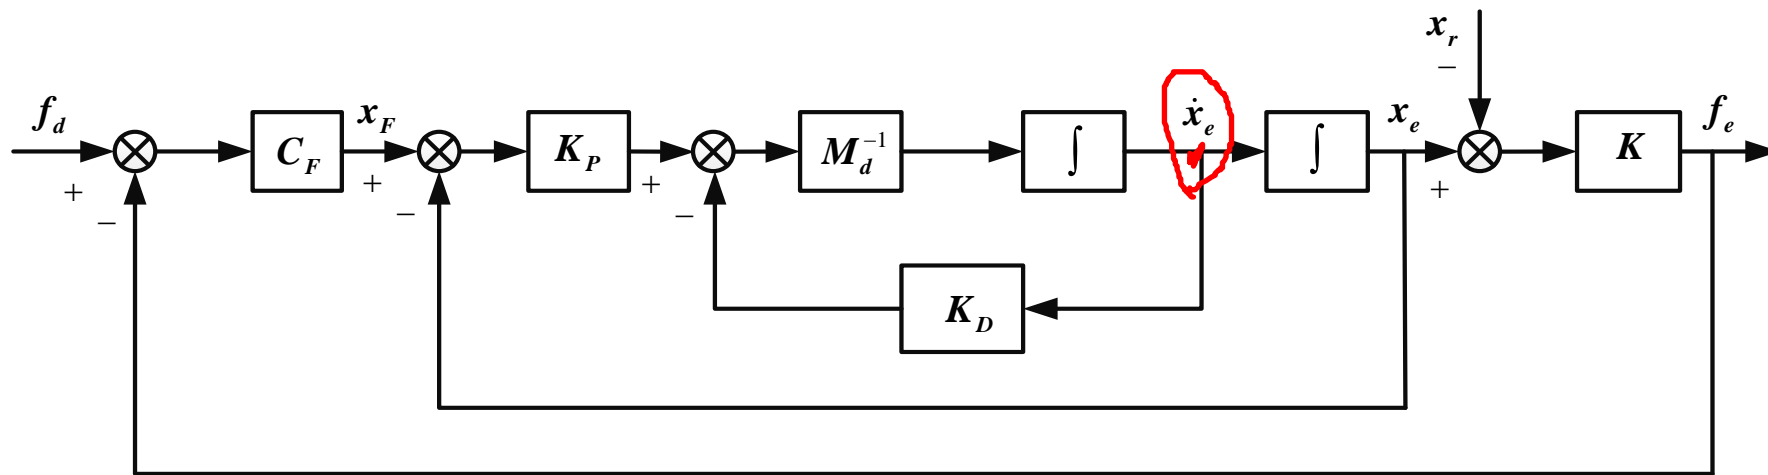 x_r
−
f_d
C_F
x_F
K_P
M_d^{-1}
∫
ẋ_e
∫
x_e
K
f_e
+
−
+
−
+
−
+
K_D